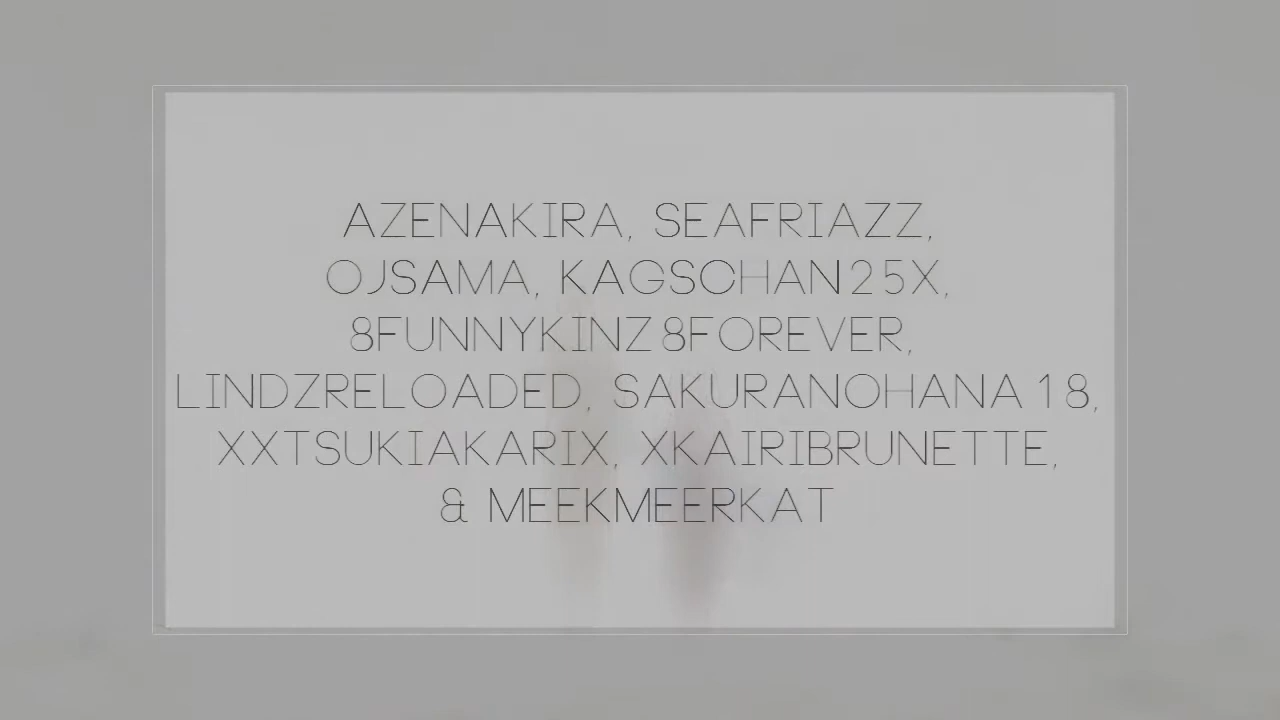 AZENAKIRA, SEAFRIAZZ,
OJSAMA, KAGSCHAN25X,
8FUNNYKINZ8FOREVER,
LINDZRELOADED, SAKURANOHANA18,
XXTSUKIAKARIX, XKAIRIBRUNETTE,
& MEEKMEERKAT